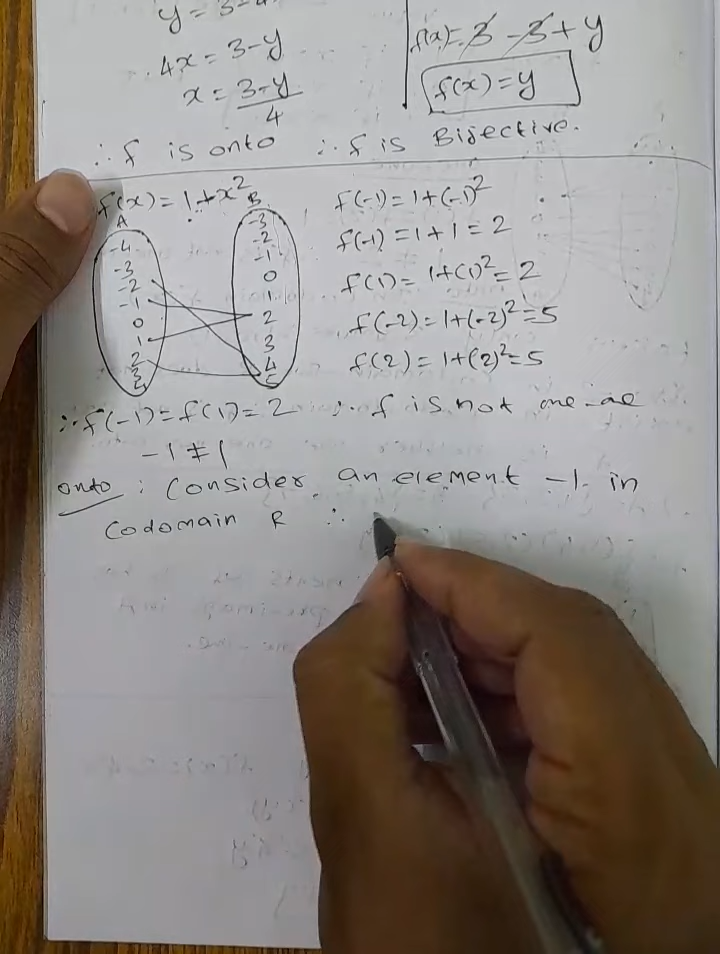 4x = 3-y
x = 3-y
4
f(x) = 3 - 3 + y
f(x) = y
∴ f is onto ∴ f is Bijective.
f(x) = 1+x²
A
-4
-3
-2
-1
0
1
2
3
B
-3
-2
-1
0
1
2
3
4
f(-1) = 1+(-1)²
f(-1) = 1+1 = 2
f(1) = 1+(1)² = 2
f(-2) = 1+(-2)² = 5
f(2) = 1+(2)² = 5
∴ f(-1) = f(1) = 2 ∴ f is not one-one
-1 ≠ 1
onto : Consider an element -1 in
Codomain R ∴